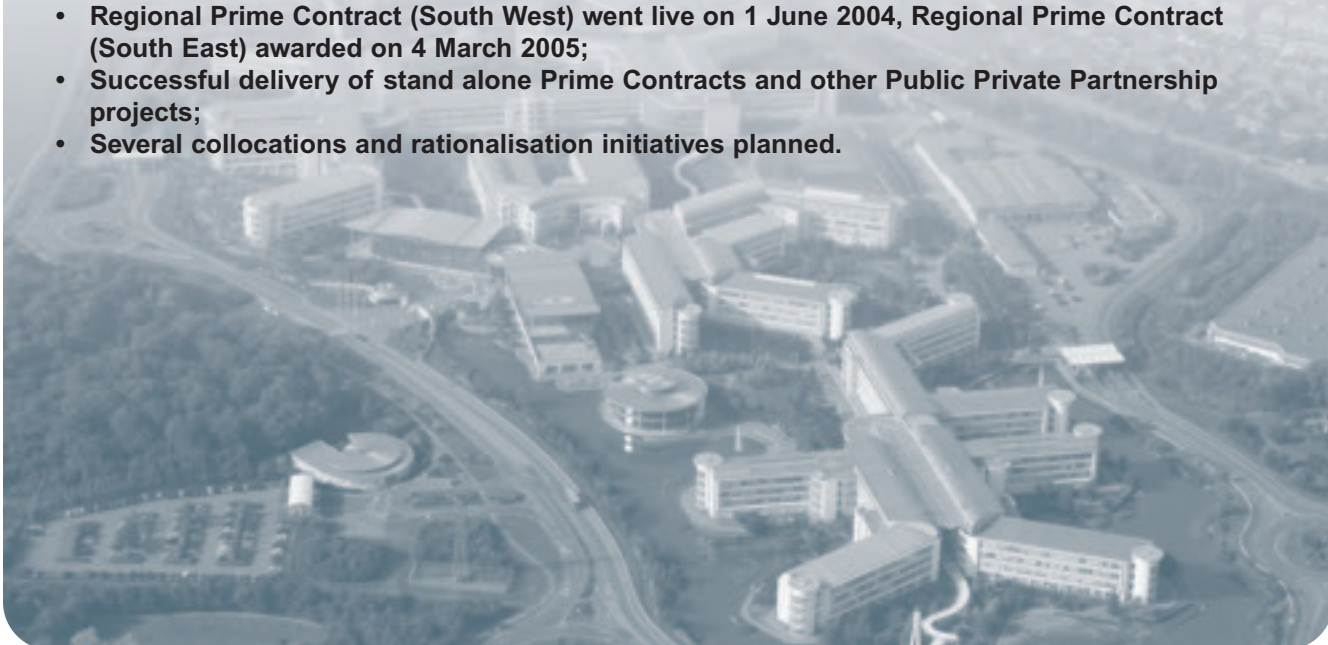 • Regional Prime Contract (South West) went live on 1 June 2004, Regional Prime Contract
(South East) awarded on 4 March 2005;
• Successful delivery of stand alone Prime Contracts and other Public Private Partnership
projects;
• Several collocations and rationalisation initiatives planned.